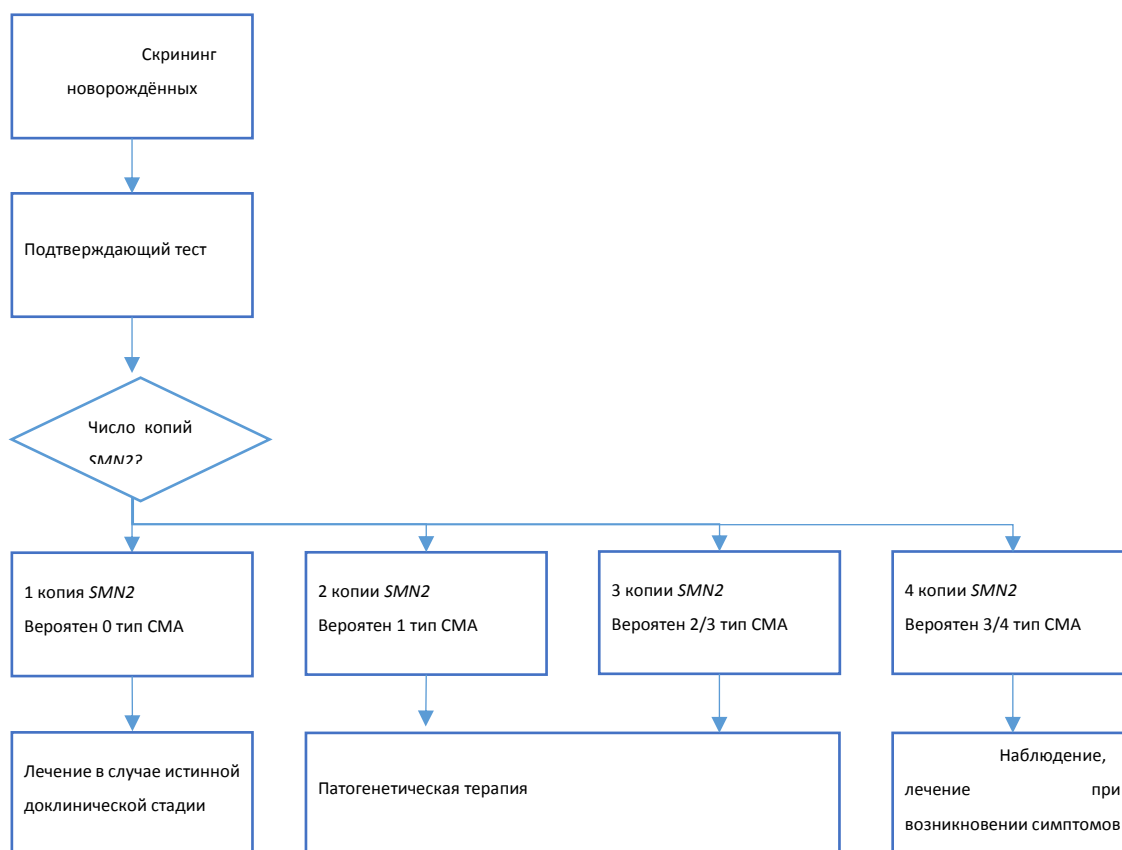 Скрининг
новорождённых
Подтверждающий тест
Число копий
SMN2?
1 копия SMN2
Вероятен 0 тип СМА
2 копии SMN2
Вероятен 1 тип СМА
3 копии SMN2
Вероятен 2/3 тип СМА
4 копии SMN2
Вероятен 3/4 тип СМА
Лечение в случае истинной
доклинической стадии
Патогенетическая терапия
Наблюдение,
лечение при
возникновении симптомов